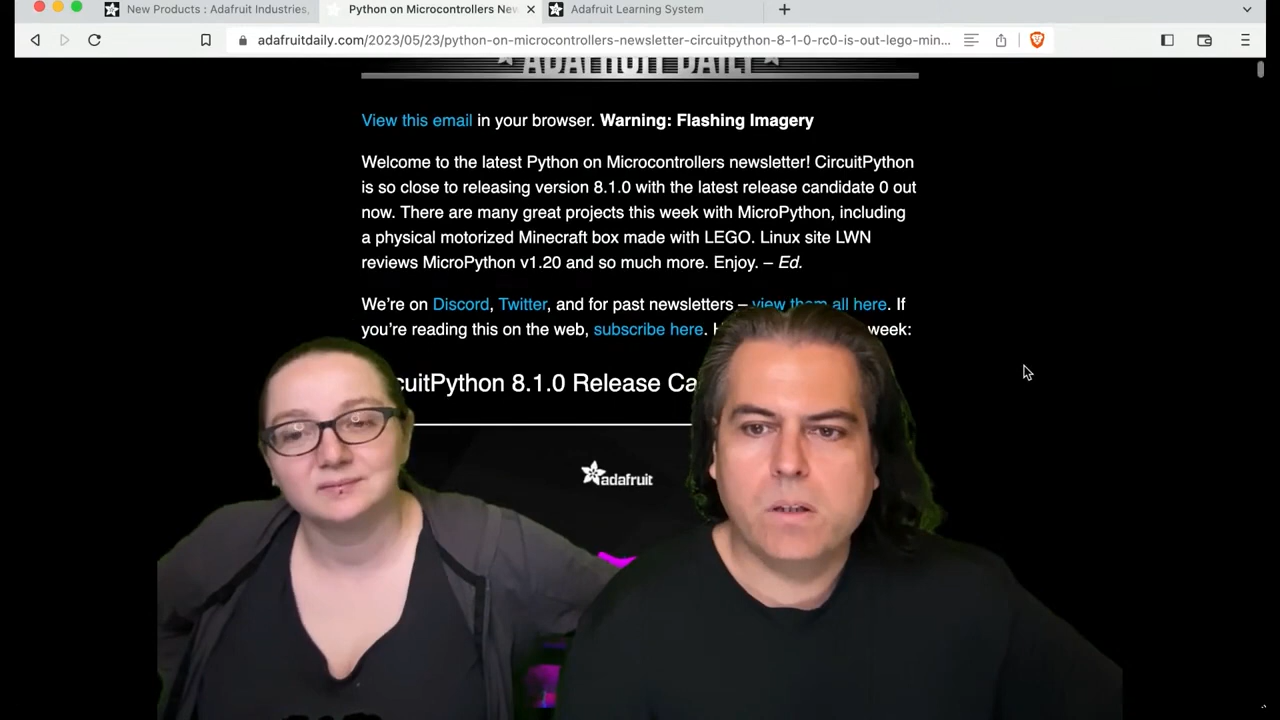 New Products : Adafruit Industries,
Python on Microcontrollers New
Adafruit Learning System
adafruitdaily.com/2023/05/23/python-on-microcontrollers-newsletter-circuitpython-8-1-0-rc0-is-out-lego-min...
ADAFRUIT DAILY
View this email in your browser. Warning: Flashing Imagery
Welcome to the latest Python on Microcontrollers newsletter! CircuitPython
is so close to releasing version 8.1.0 with the latest release candidate 0 out
now. There are many great projects this week with MicroPython, including
a physical motorized Minecraft box made with LEGO. Linux site LWN
reviews MicroPython v1.20 and so much more. Enjoy. – Ed.
We're on Discord, Twitter, and for past newsletters – view them all here. If
you're reading this on the web, subscribe here. H week:
cuitPython 8.1.0 Release Ca
adafruit